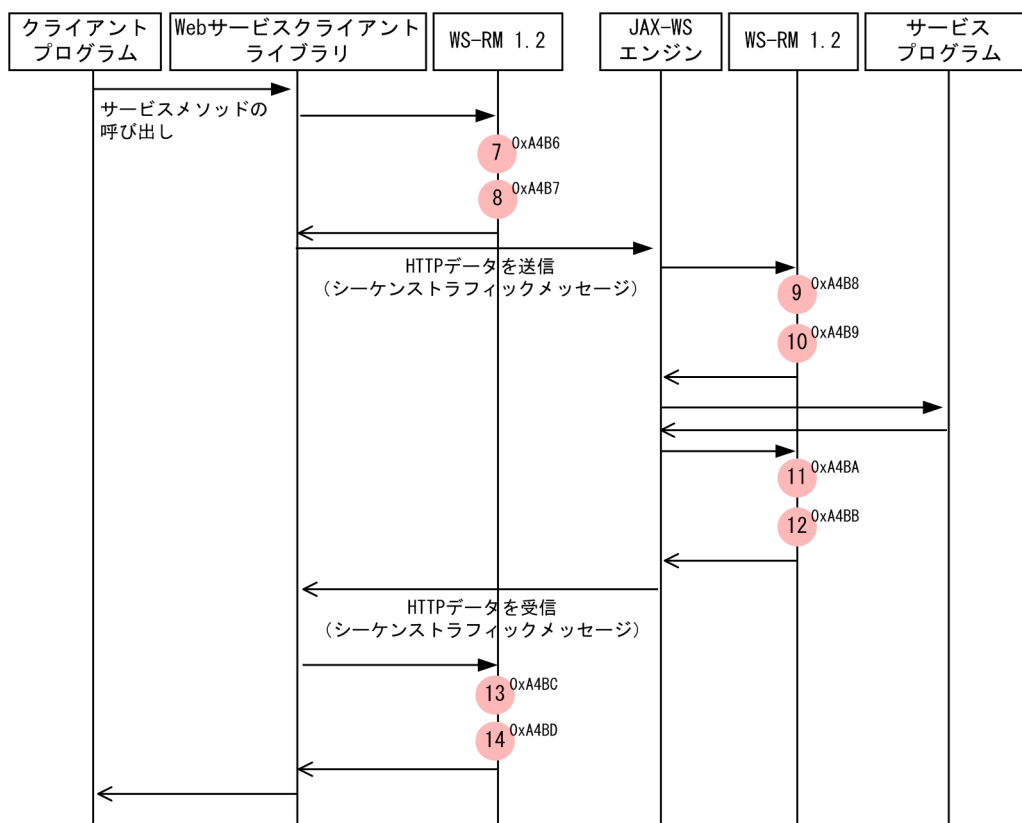 クライアント
プログラム
Webサービスクライアント
ライブラリ
WS-RM 1.2
JAX-WS
エンジン
WS-RM 1.2
サービス
プログラム
サービスメソッドの
呼び出し
7 0xA4B6
8 0xA4B7
HTTPデータを送信
（シーケンストラフィックメッセージ）
9 0xA4B8
10 0xA4B9
11 0xA4BA
12 0xA4BB
HTTPデータを受信
（シーケンストラフィックメッセージ）
13 0xA4BC
14 0xA4BD